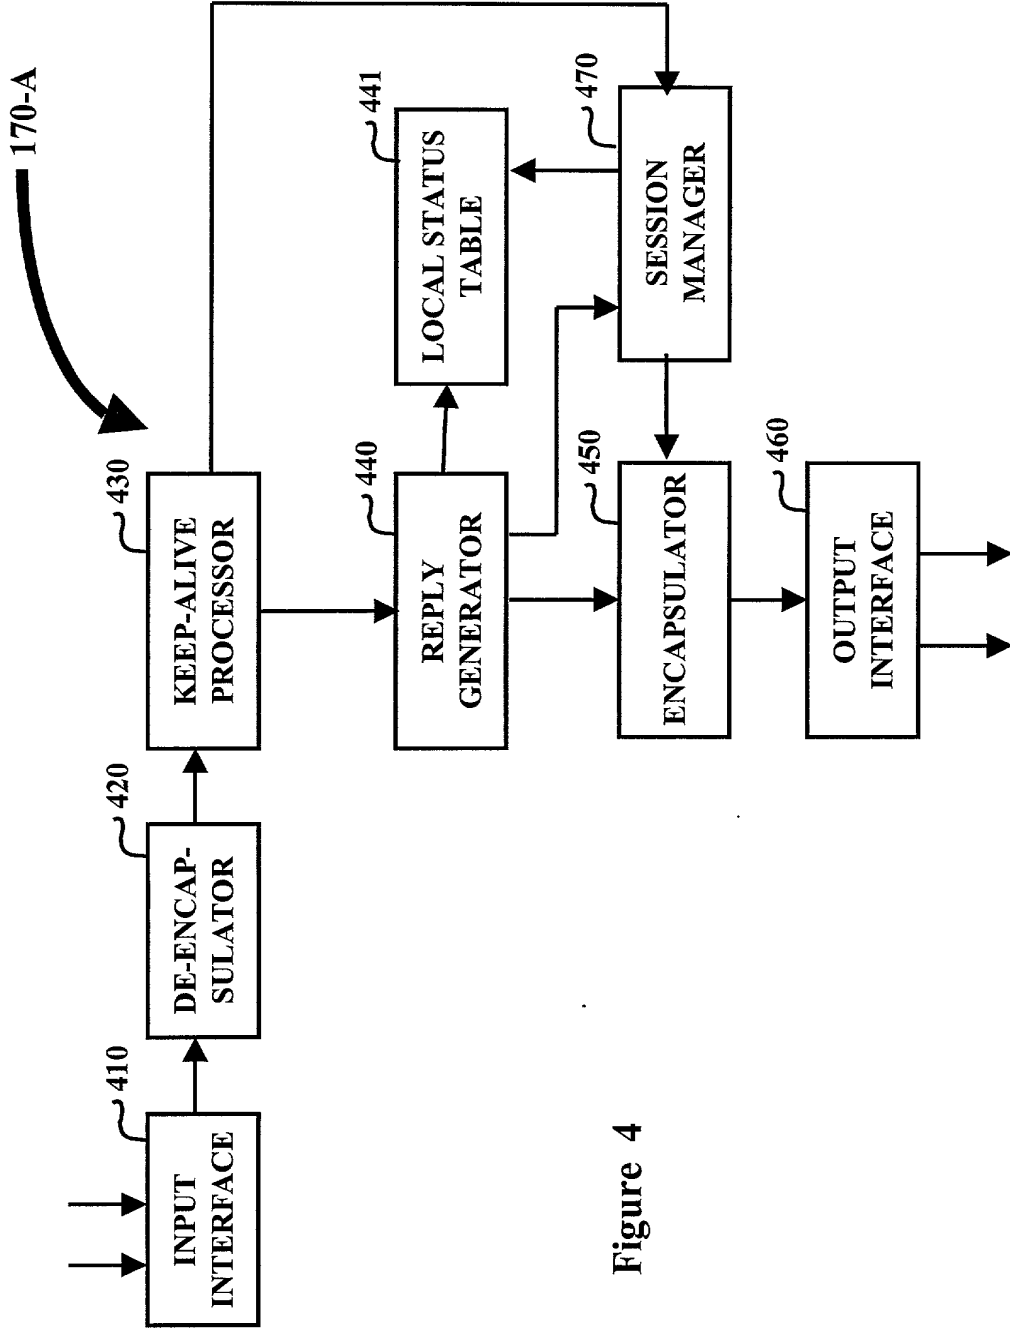 170-A
410
INPUT
INTERFACE
420
DE-ENCAP-
SULATOR
430
KEEP-ALIVE
PROCESSOR
440
REPLY
GENERATOR
441
LOCAL STATUS
TABLE
450
ENCAPSULATOR
470
SESSION
MANAGER
460
OUTPUT
INTERFACE
Figure 4